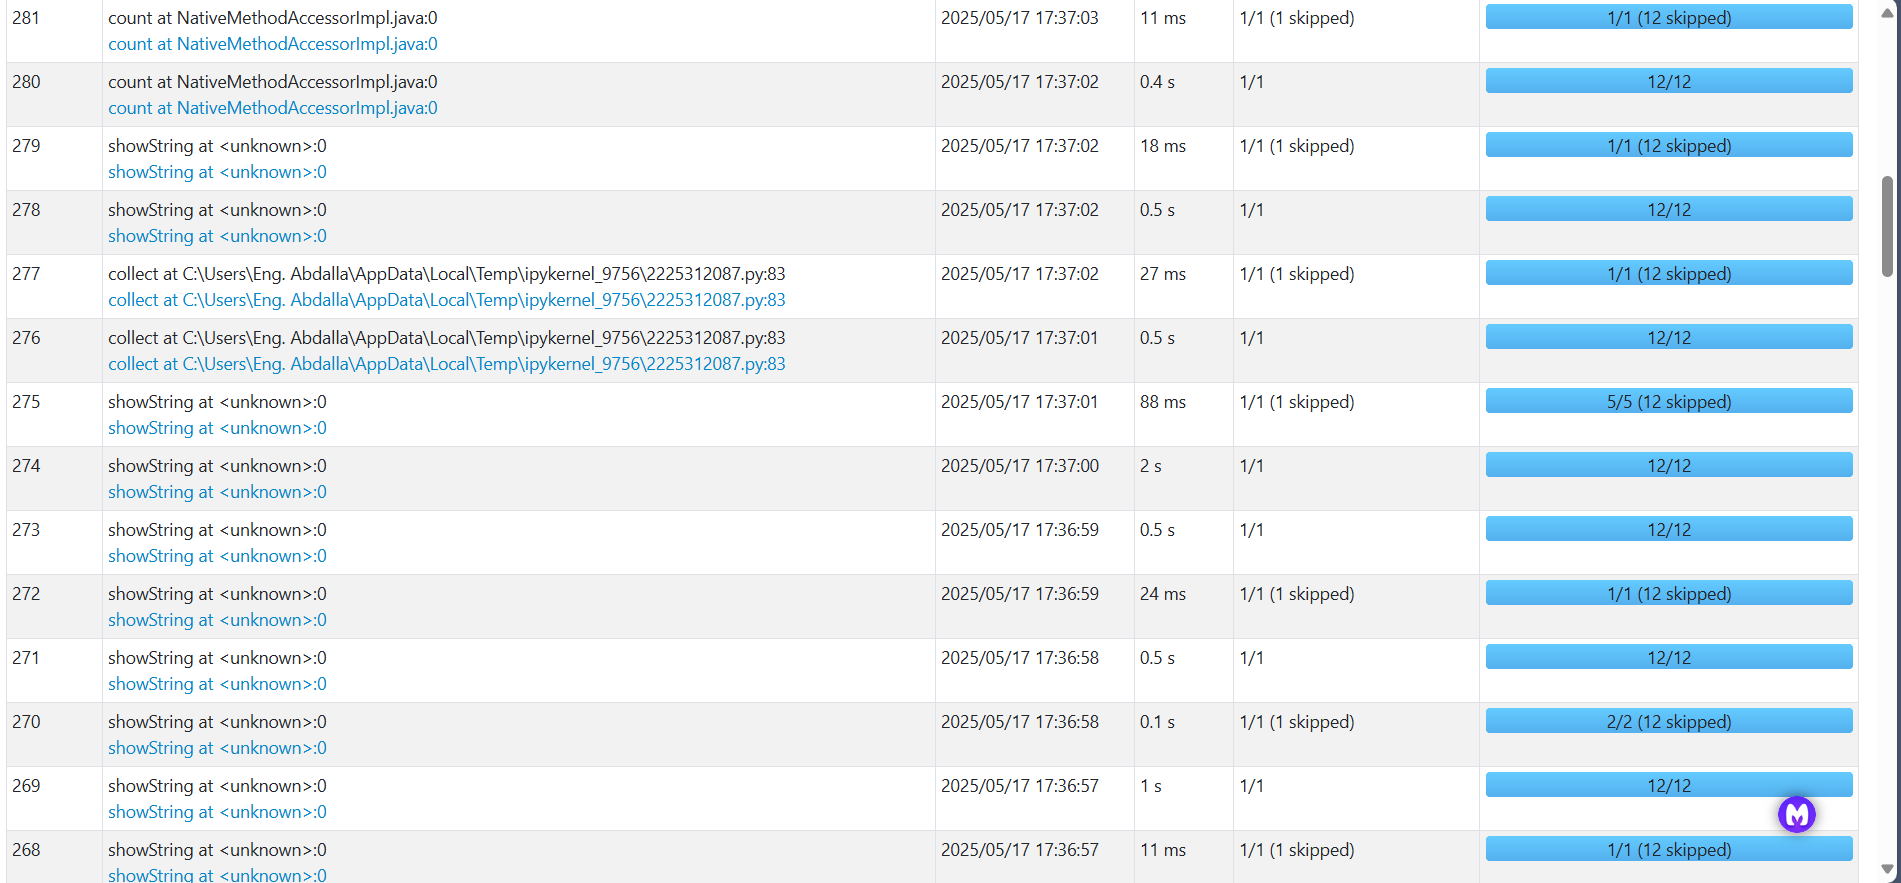 281 count at NativeMethodAccessorImpl.java:0 2025/05/17 17:37:03 11 ms 1/1 (1 skipped) 1/1 (12 skipped)
count at NativeMethodAccessorImpl.java:0
280 count at NativeMethodAccessorImpl.java:0 2025/05/17 17:37:02 0.4 s 1/1 12/12
count at NativeMethodAccessorImpl.java:0
279 showString at <unknown>:0 2025/05/17 17:37:02 18 ms 1/1 (1 skipped) 1/1 (12 skipped)
showString at <unknown>:0
278 showString at <unknown>:0 2025/05/17 17:37:02 0.5 s 1/1 12/12
showString at <unknown>:0
277 collect at C:\Users\Eng. Abdalla\AppData\Local\Temp\ipykernel_9756\2225312087.py:83 2025/05/17 17:37:02 27 ms 1/1 (1 skipped) 1/1 (12 skipped)
collect at C:\Users\Eng. Abdalla\AppData\Local\Temp\ipykernel_9756\2225312087.py:83
276 collect at C:\Users\Eng. Abdalla\AppData\Local\Temp\ipykernel_9756\2225312087.py:83 2025/05/17 17:37:01 0.5 s 1/1 12/12
collect at C:\Users\Eng. Abdalla\AppData\Local\Temp\ipykernel_9756\2225312087.py:83
275 showString at <unknown>:0 2025/05/17 17:37:01 88 ms 1/1 (1 skipped) 5/5 (12 skipped)
showString at <unknown>:0
274 showString at <unknown>:0 2025/05/17 17:37:00 2 s 1/1 12/12
showString at <unknown>:0
273 showString at <unknown>:0 2025/05/17 17:36:59 0.5 s 1/1 12/12
showString at <unknown>:0
272 showString at <unknown>:0 2025/05/17 17:36:59 24 ms 1/1 (1 skipped) 1/1 (12 skipped)
showString at <unknown>:0
271 showString at <unknown>:0 2025/05/17 17:36:58 0.5 s 1/1 12/12
showString at <unknown>:0
270 showString at <unknown>:0 2025/05/17 17:36:58 0.1 s 1/1 (1 skipped) 2/2 (12 skipped)
showString at <unknown>:0
269 showString at <unknown>:0 2025/05/17 17:36:57 1 s 1/1 12/12
showString at <unknown>:0
268 showString at <unknown>:0 2025/05/17 17:36:57 11 ms 1/1 (1 skipped) 1/1 (12 skipped)
showString at <unknown>:0